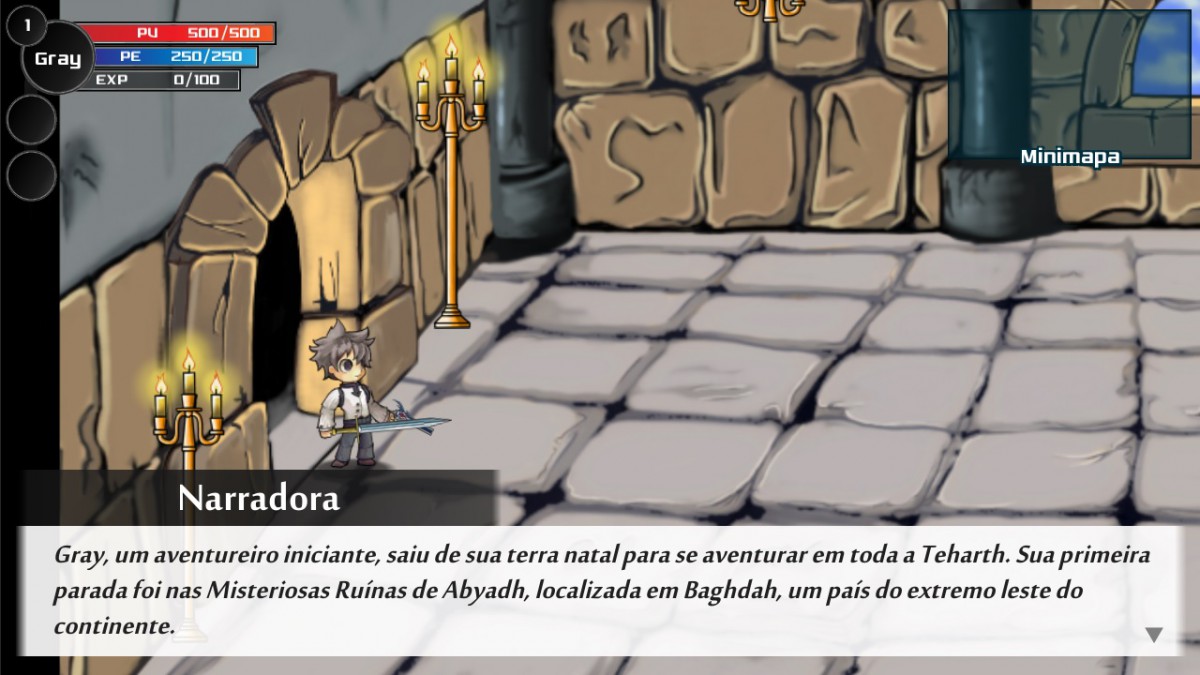 1
Gray
PU 500/500
PE 250/250
EXP 0/100
Minimapa
Narradora
Gray, um aventureiro iniciante, saiu de sua terra natal para se aventurar em toda a Teharth. Sua primeira
parada foi nas Misteriosas Ruínas de Abyadh, localizada em Baghdah, um país do extremo leste do
continente.